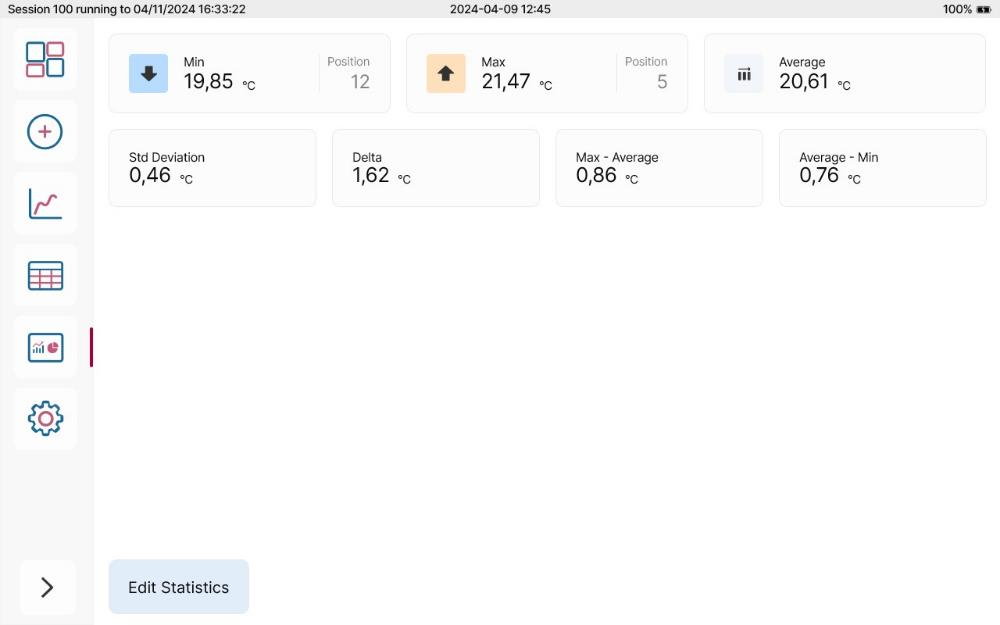 Session 100 running to 04/11/2024 16:33:22
2024-04-09 12:45
100%
Min
19,85 °C
Position
12
Max
21,47 °C
Position
5
Average
20,61 °C
Std Deviation
0,46 °C
Delta
1,62 °C
Max - Average
0,86 °C
Average - Min
0,76 °C
Edit Statistics